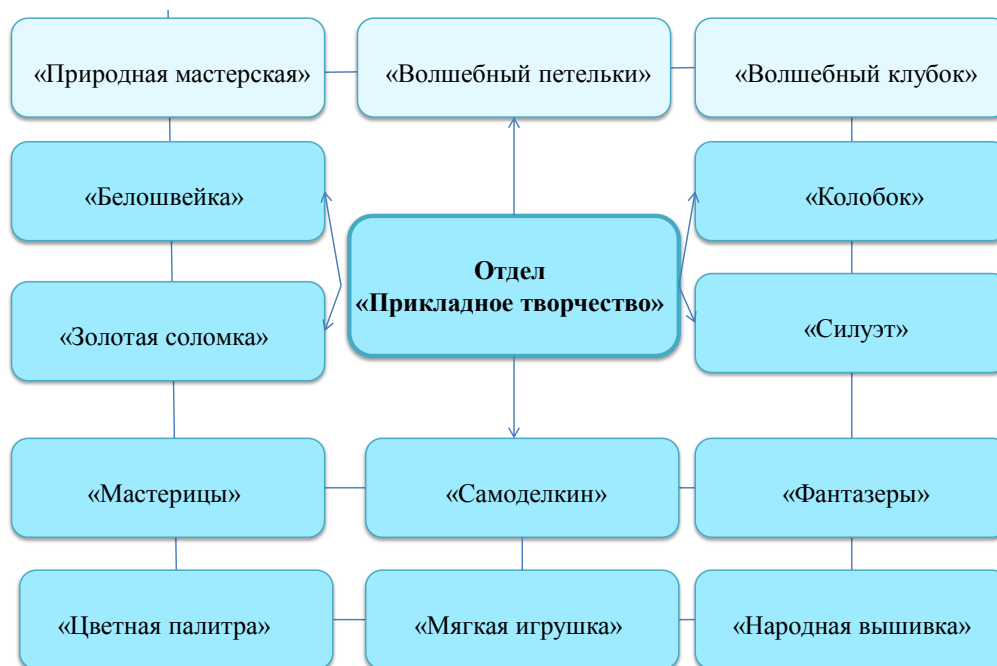 «Природная мастерская»
«Волшебный петельки»
«Волшебный клубок»
«Белошвейка»
«Колобок»
Отдел
«Прикладное творчество»
«Золотая соломка»
«Силуэт»
«Мастерицы»
«Самоделкин»
«Фантазеры»
«Цветная палитра»
«Мягкая игрушка»
«Народная вышивка»